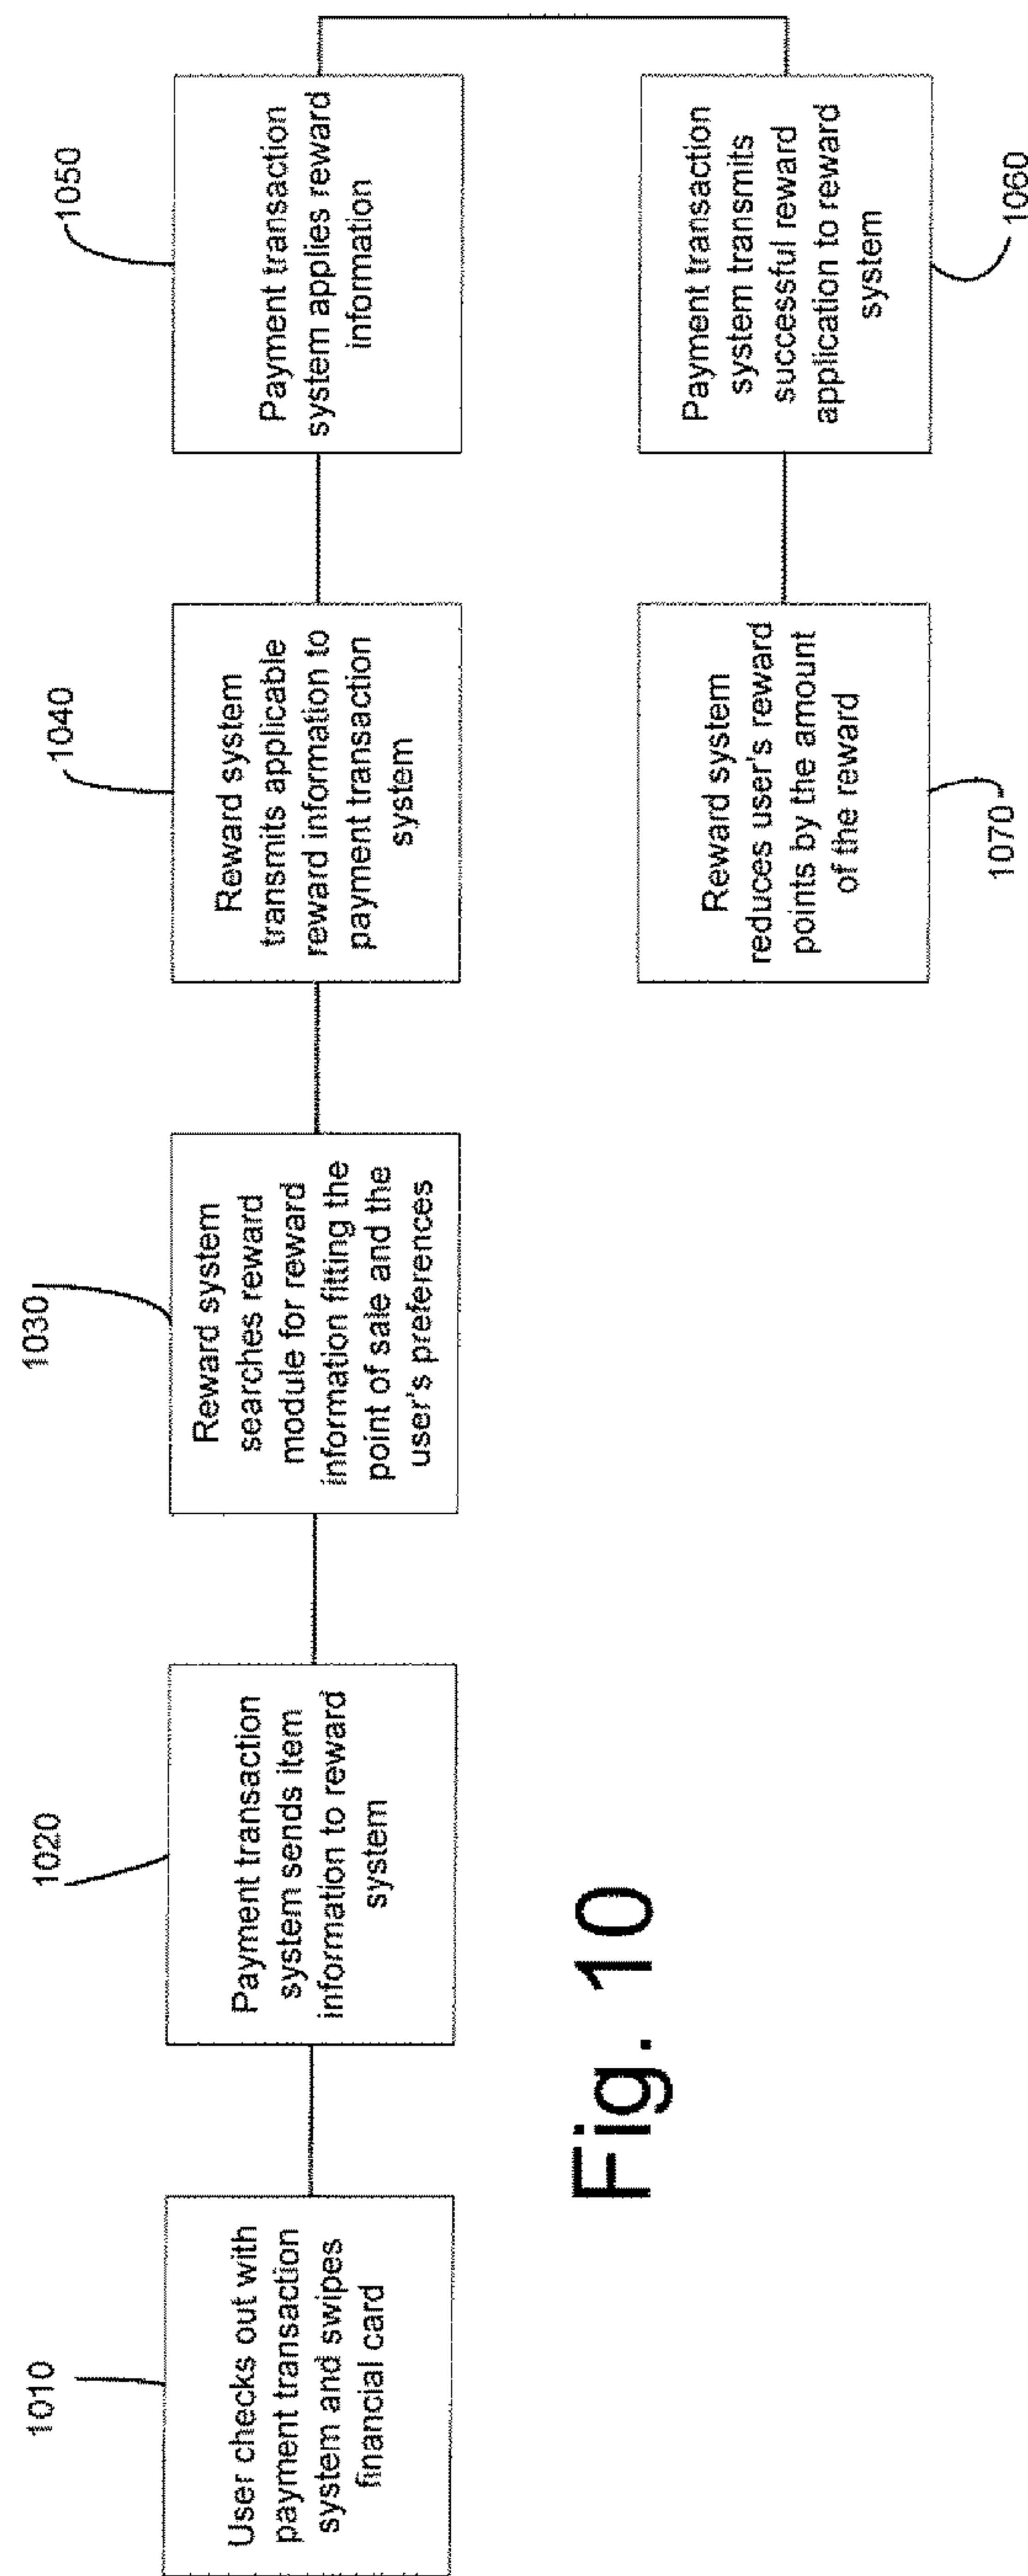 1010
User checks out with
payment transaction
system and swipes
financial card
1020
Payment transaction
system sends item
information to reward
system
1030
Reward system
searches reward
module for reward
information fitting the
point of sale and the
user's preferences
1040
Reward system
transmits applicable
reward information to
payment transaction
system
1050
Payment transaction
system applies reward
information
Payment transaction
system transmits
successful reward
application to reward
system
1060
Reward system
reduces user's reward
points by the amount
of the reward
1070
Fig. 10